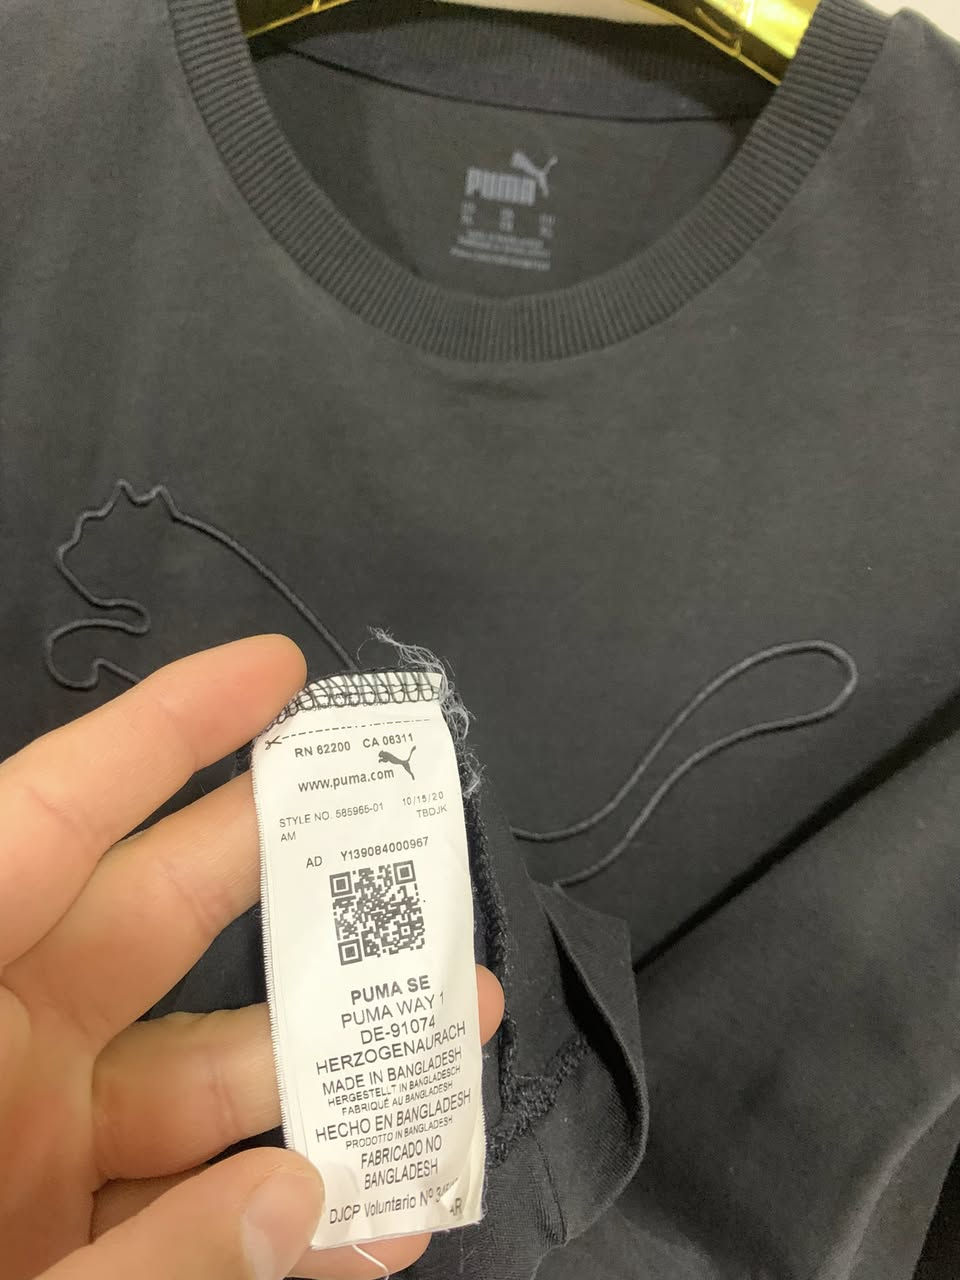 PUMA
RN 62200 CA 06311
www.puma.com
STYLE NO. 585965-01 10/15/20
AM TBDJK
AD Y139084000967
PUMA SE
PUMA WAY 1
DE-91074
HERZOGENAURACH
MADE IN BANGLADESH
HERGESTELLT IN BANGLADESCH
FABRIQUÉ AU BANGLADESH
HECHO EN BANGLADESH
PRODOTTO IN BANGLADESH
FABRICADO NO
BANGLADESH
DJCP Voluntario Nº
AR